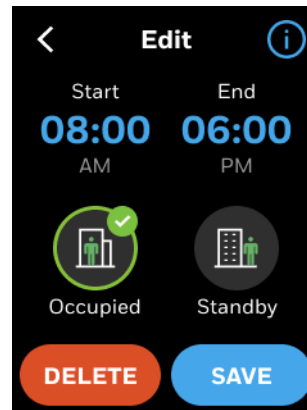 Edit
Start End
08:00 06:00
AM PM
Occupied Standby
DELETE SAVE